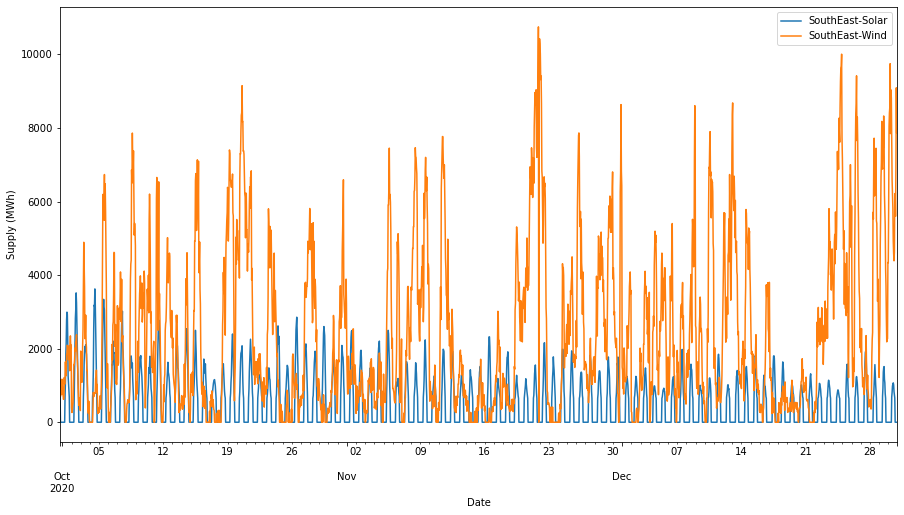 SouthEast-Solar
SouthEast-Wind
10000
8000
6000
4000
2000
0
Supply (MWh)
05 12 19 26 02 09 16 23 30 07 14 21 28
Oct Nov Dec
2020
Date